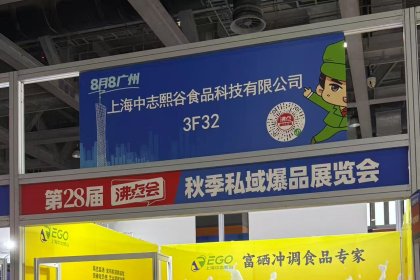 8月8广州
上海中志熙谷食品科技有限公司
3F32
第28届 沸点会 秋季私域爆品展览会
EGO
EGO
富硒冲调食品专家